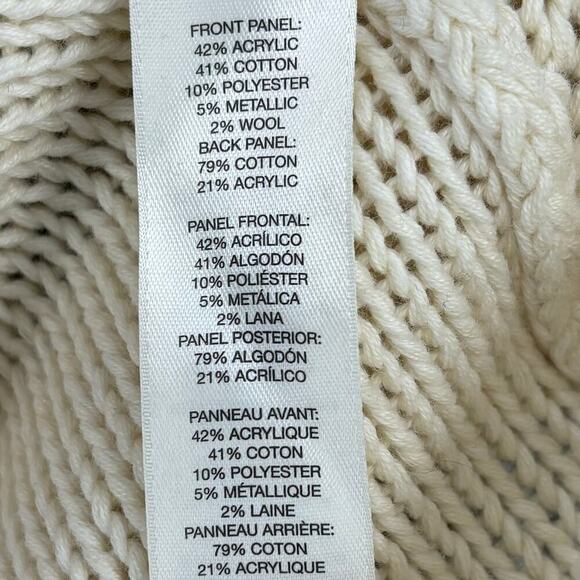 FRONT PANEL:
42% ACRYLIC
41% COTTON
10% POLYESTER
5% METALLIC
2% WOOL
BACK PANEL:
79% COTTON
21% ACRYLIC
PANEL FRONTAL:
42% ACRÍLICO
41% ALGODÓN
10% POLIÉSTER
5% METÁLICA
2% LANA
PANEL POSTERIOR:
79% ALGODÓN
21% ACRÍLICO
PANNEAU AVANT:
42% ACRYLIQUE
41% COTON
10% POLYESTER
5% MÉTALLIQUE
2% LAINE
PANNEAU ARRIÈRE:
79% COTON
21% ACRYLIQUE